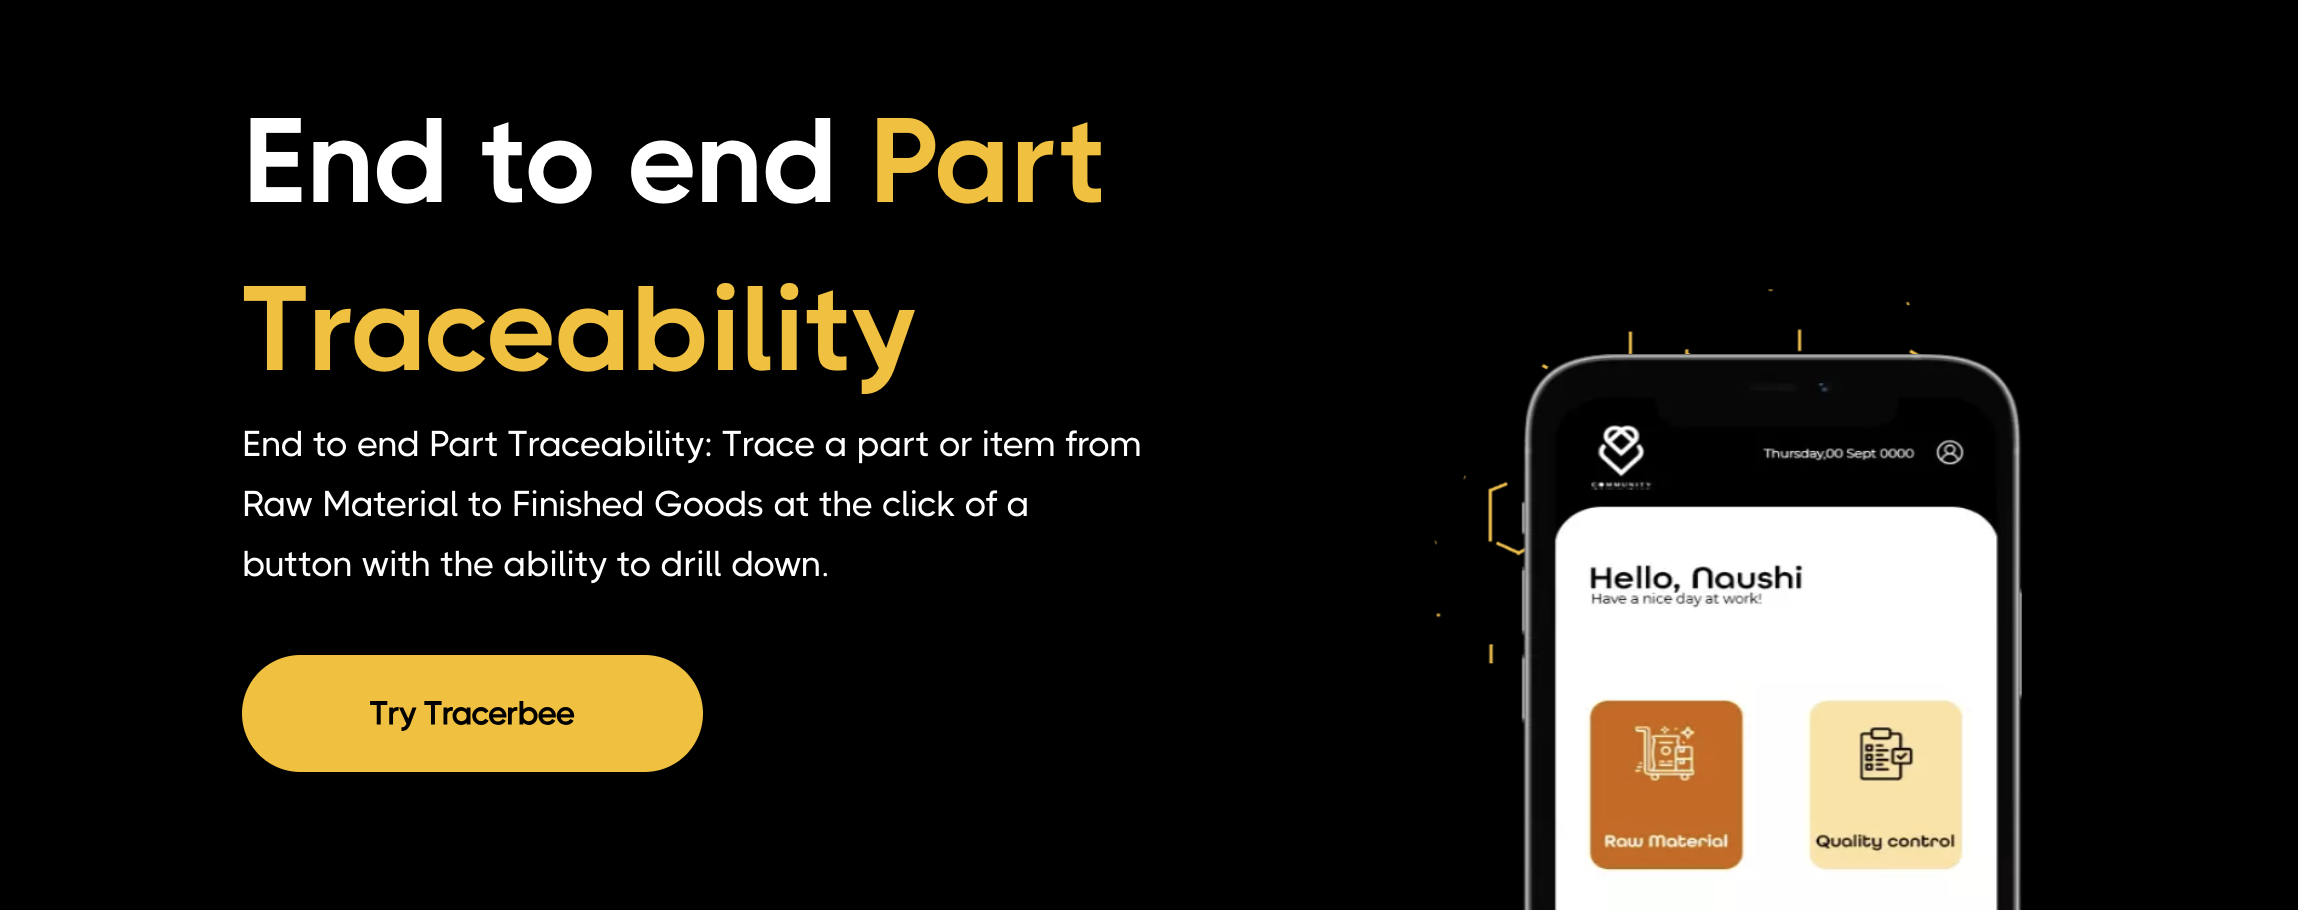 End to end Part
Traceability
End to end Part Traceability: Trace a part or item from
Raw Material to Finished Goods at the click of a
button with the ability to drill down.
Try Tracerbee
COMMUNITY
Thursday,00 Sept 0000
Hello, Naushi
Have a nice day at work!
Raw Material
Quality control